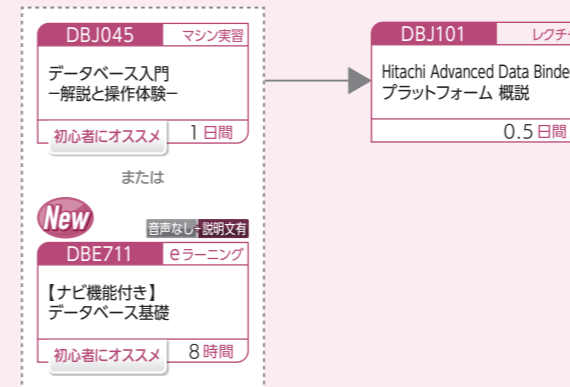 DBJ045 マシン実習
データベース入門
−解説と操作体験−
初心者にオススメ 1日間
または
New
音声なし+説明文有
DBE711 eラーニング
【ナビ機能付き】
データベース基礎
初心者にオススメ 8時間
DBJ101
Hitachi Advanced Data
プラットフォーム 概説
0.5日間